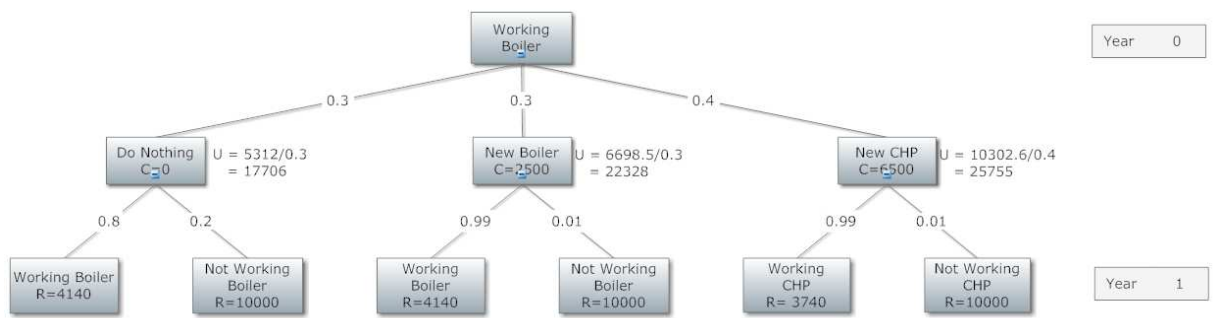 Working
Boiler
Year 0
0.3
0.3
0.4
Do Nothing
C=0
U = 5312/0.3
= 17706
New Boiler
C=2500
U = 6698.5/0.3
= 22328
New CHP
C=6500
U = 10302.6/0.4
= 25755
0.8
0.2
0.99
0.01
0.99
0.01
Working Boiler
R=4140
Not Working
Boiler
R=10000
Working
Boiler
R=4140
Not Working
Boiler
R=10000
Working
CHP
R= 3740
Not Working
CHP
R=10000
Year 1